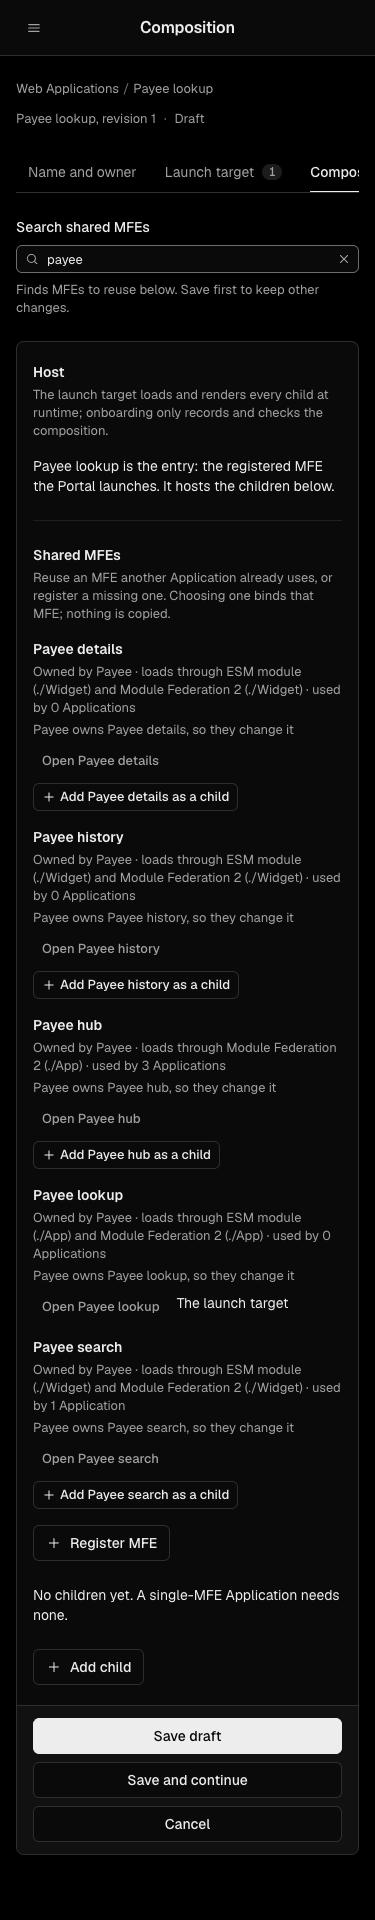 Composition
Web Applications / Payee lookup
Payee lookup, revision 1 · Draft
Name and owner Launch target 1 Compos
Search shared MFEs
payee
Finds MFEs to reuse below. Save first to keep other
changes.
Host
The launch target loads and renders every child at
runtime; onboarding only records and checks the
composition.
Payee lookup is the entry: the registered MFE
the Portal launches. It hosts the children below.
Shared MFEs
Reuse an MFE another Application already uses, or
register a missing one. Choosing one binds that
MFE; nothing is copied.
Payee details
Owned by Payee · loads through ESM module
(./Widget) and Module Federation 2 (./Widget) · used
by 0 Applications
Payee owns Payee details, so they change it
Open Payee details
+ Add Payee details as a child
Payee history
Owned by Payee · loads through ESM module
(./Widget) and Module Federation 2 (./Widget) · used
by 0 Applications
Payee owns Payee history, so they change it
Open Payee history
+ Add Payee history as a child
Payee hub
Owned by Payee · loads through Module Federation
2 (./App) · used by 3 Applications
Payee owns Payee hub, so they change it
Open Payee hub
+ Add Payee hub as a child
Payee lookup
Owned by Payee · loads through ESM module
(./App) and Module Federation 2 (./App) · used by 0
Applications
Payee owns Payee lookup, so they change it
Open Payee lookup The launch target
Payee search
Owned by Payee · loads through ESM module
(./Widget) and Module Federation 2 (./Widget) · used
by 1 Application
Payee owns Payee search, so they change it
Open Payee search
+ Add Payee search as a child
+ Register MFE
No children yet. A single-MFE Application needs
none.
+ Add child
Save draft
Save and continue
Cancel